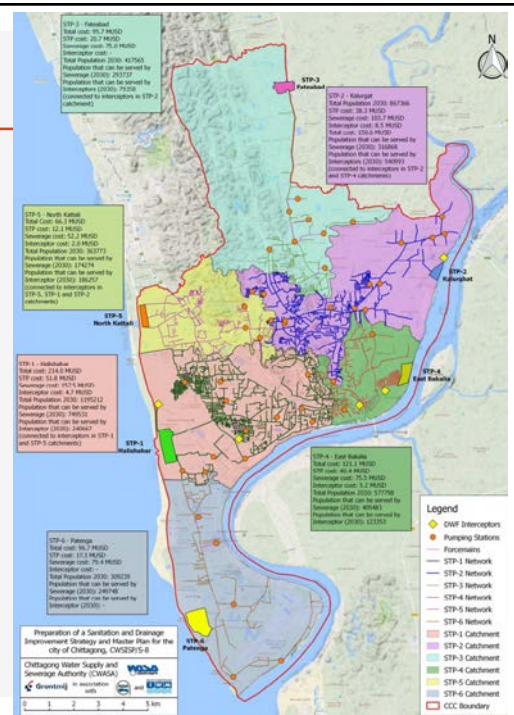 STP-3 - Fateabad
Total cost: 95.7 MUSD
STP cost: 20.7 MUSD
Sewerage cost: 75.0 MUSD
Interceptor cost: -
Total Population 2030: 417565
Population that can be served by
Sewerage (2030): 293737
Population that can be served by
Interceptors (2030): 79358
(connected to interceptors in STP-2
catchment)
N
STP-3
Fateabad
STP-2 - Kalurgat
Total Population 2030: 867366
STP cost: 38.3 MUSD
Sewerage cost: 103.7 MUSD
Interceptor cost: 8.5 MUSD
Total cost: 150.6 MUSD
Population that can be served by
Sewerage (2030): 316868
Population that can be served by
Interceptors (2030): 540993
(connected to interceptors in STP-2
and STP-4 catchments)
STP-5 - North Kattali
Total Cost: 66.3 MUSD
STP cost: 12.1 MUSD
Sewerage cost: 52.2 MUSD
Interceptor cost: 2.0 MUSD
Total Population 2030: 363773
Population that can be served by
Sewerage (2030): 174274
Population that can be served by
Interceptor (2030): 186257
(connected to interceptors in
STP-5, STP-1 and STP-2
catchments)
STP-2
Kalurghat
STP-5
North Kattali
STP-1 - Halishahar
Total cost: 214.0 MUSD
STP cost: 51.8 MUSD
Sewerage cost: 157.5 MUSD
Interceptor cost: 4.7 MUSD
Total Population 2030: 1195212
Population that can be served by
Sewerage (2030): 749531
Population that can be served by
Interceptors (2030): 240667
(connected to interceptors in STP-1
and STP-5 catchments)
STP-4
East Bakalia
STP-1
Halishahar
STP-4 - East Bakalia
Total cost: 121.1 MUSD
STP cost: 40.4 MUSD
Sewerage cost: 75.5 MUSD
Interceptor cost: 5.2 MUSD
Total Population 2030: 577798
Population that can be served by
Sewerage (2030): 405483
Population that can be served by
Interceptor (2030): 123353
STP-6 - Patenga
Total cost: 96.7 MUSD
STP cost: 17.3 MUSD
Sewerage cost: 79.4 MUSD
Interceptor cost: -
Total Population 2030: 309239
Population that can be served by
Sewerage (2030): 249748
Population that can be served by
Interceptor (2030): -
STP-6
Patenga
Legend
DWF Interceptors
Pumping Stations
Forcemains
STP-1 Network
STP-2 Network
STP-3 Network
STP-4 Network
STP-5 Network
STP-6 Network
STP-1 Catchment
STP-2 Catchment
STP-3 Catchment
STP-4 Catchment
STP-5 Catchment
STP-6 Catchment
CCC Boundary
Preparation of a Sanitation and Drainage
Improvement Strategy and Master Plan for the
city of Chittagong, CWSISP/S-8
Chittagong Water Supply and
Sewerage Authority (CWASA)
WASA
Grontmij in association with
and
0 1 2 3 4 5 km